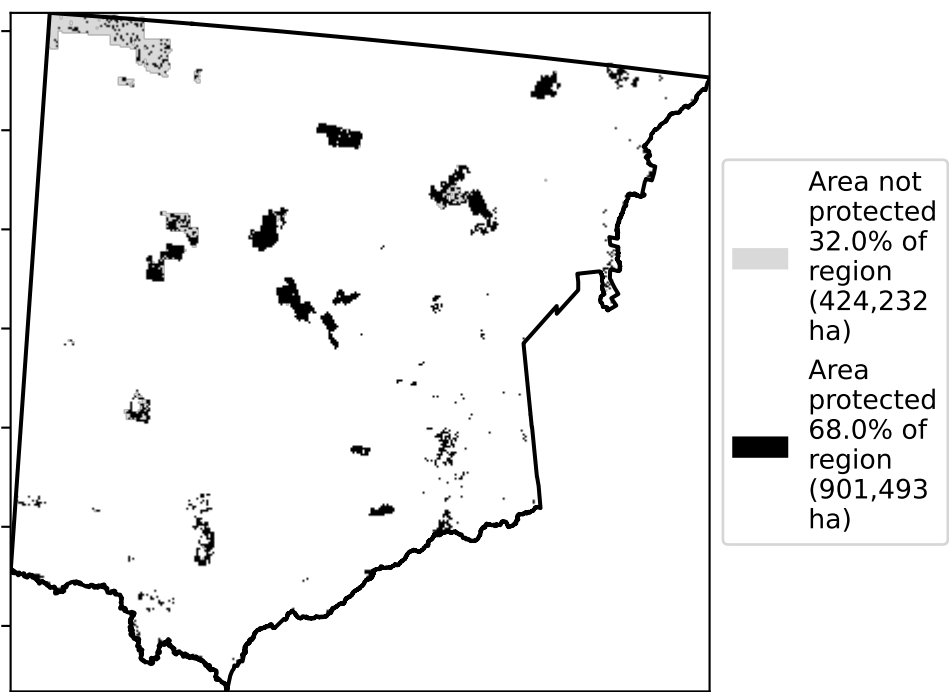 Area not
protected
32.0% of
region
(424,232
ha)
Area
protected
68.0% of
region
(901,493
ha)